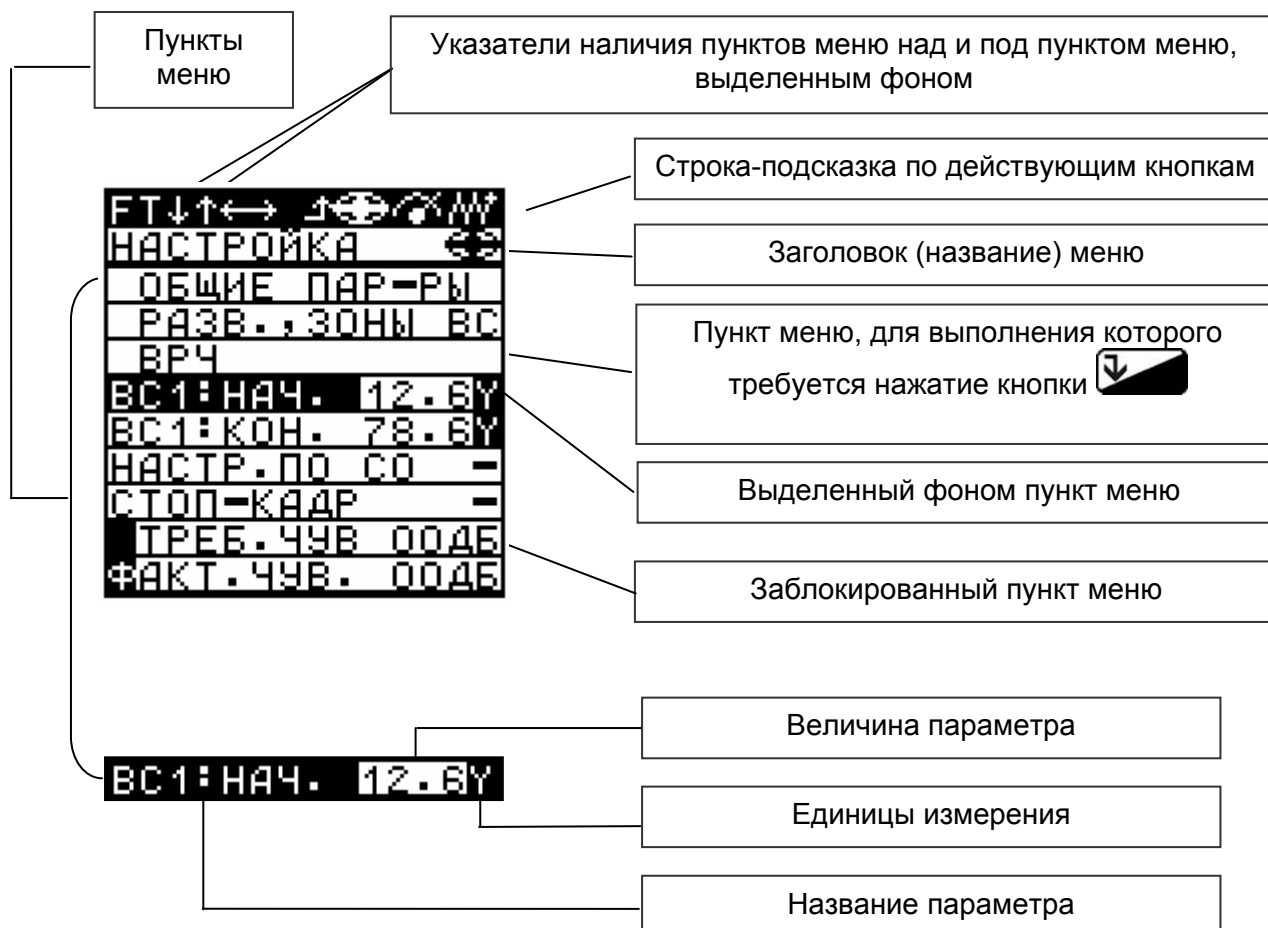 Пункты
меню
Указатели наличия пунктов меню над и под пунктом меню,
выделенным фоном
Строка-подсказка по действующим кнопкам
Заголовок (название) меню
Пункт меню, для выполнения которого
требуется нажатие кнопки
Выделенный фоном пункт меню
Заблокированный пункт меню
FT↓↑↔
НАСТРОЙКА
ОБЩИЕ ПАР-РЫ
РАЗВ.,ЗОНЫ ВС
ВРЧ
ВС1:НАЧ. 12.6Y
ВС1:КОН. 78.6Y
НАСТР.ПО СО -
СТОП-КАДР -
ТРЕБ.ЧУВ 00ДБ
ФАКТ.ЧУВ. 00ДБ
Величина параметра
ВС1:НАЧ. 12.6Y
Единицы измерения
Название параметра